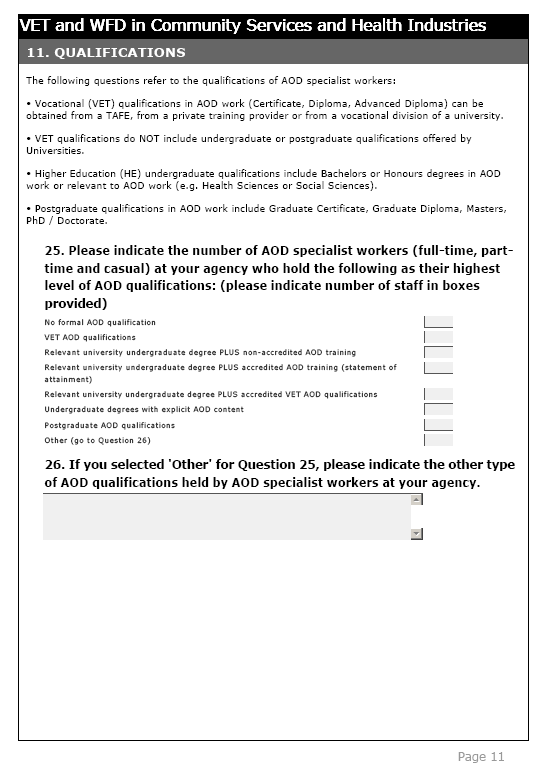 VET and WFD in Community Services and Health Industries
11. QUALIFICATIONS
The following questions refer to the qualifications of AOD specialist workers:
• Vocational (VET) qualifications in AOD work (Certificate, Diploma, Advanced Diploma) can be
obtained from a TAFE, from a private training provider or from a vocational division of a university.
• VET qualifications do NOT include undergraduate or postgraduate qualifications offered by
Universities.
• Higher Education (HE) undergraduate qualifications include Bachelors or Honours degrees in AOD
work or relevant to AOD work (e.g. Health Sciences or Social Sciences).
• Postgraduate qualifications in AOD work include Graduate Certificate, Graduate Diploma, Masters,
PhD / Doctorate.
25. Please indicate the number of AOD specialist workers (full-time, part-
time and casual) at your agency who hold the following as their highest
level of AOD qualifications: (please indicate number of staff in boxes
provided)
No formal AOD qualification
VET AOD qualifications
Relevant university undergraduate degree PLUS non-accredited AOD training
Relevant university undergraduate degree PLUS accredited AOD training (statement of
attainment)
Relevant university undergraduate degree PLUS accredited VET AOD qualifications
Undergraduate degrees with explicit AOD content
Postgraduate AOD qualifications
Other (go to Question 26)
26. If you selected 'Other' for Question 25, please indicate the other type
of AOD qualifications held by AOD specialist workers at your agency.
Page 11